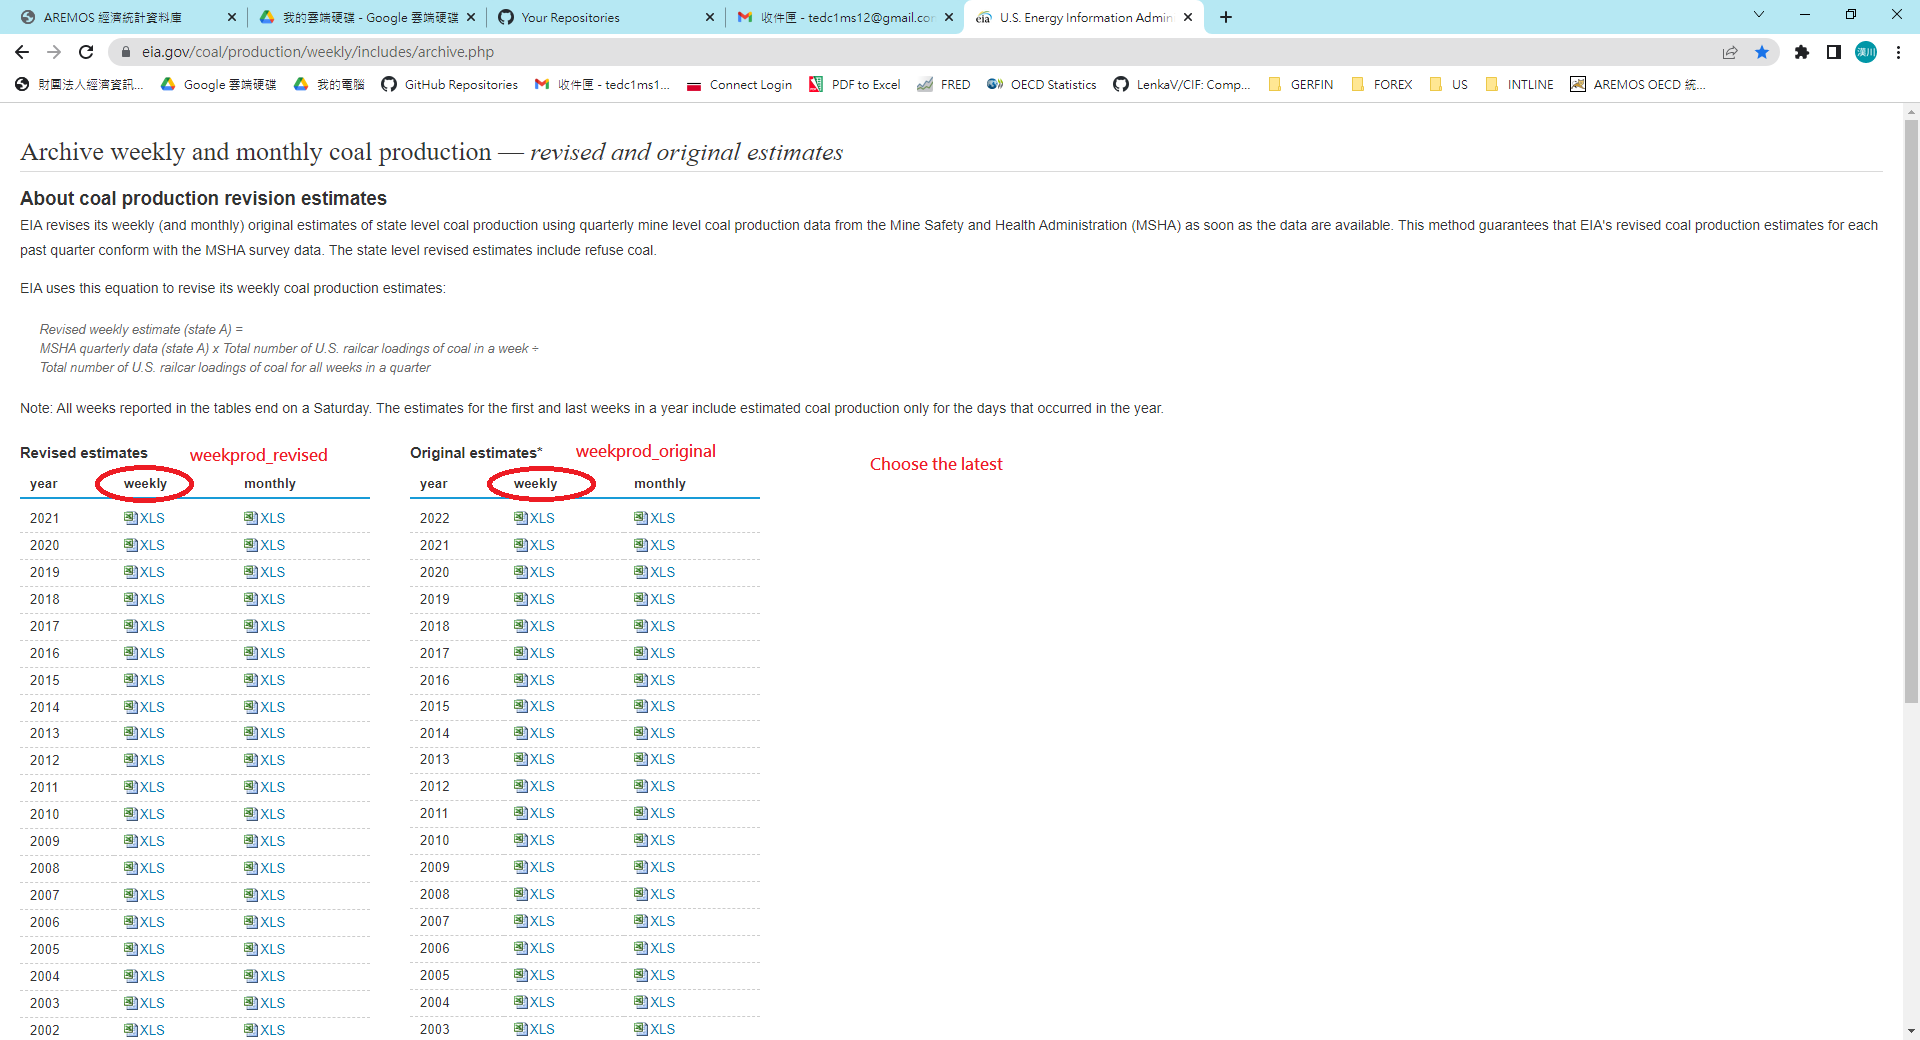 AREMOS 經濟統計資料庫
我的雲端硬碟 - Google 雲端硬碟
Your Repositories
收件匣 - tedc1ms12@gmail.co
eia U.S. Energy Information Admin
eia.gov/coal/production/weekly/includes/archive.php
漢川
財團法人經濟資訊...
Google 雲端硬碟
我的電腦
GitHub Repositories
收件匣 - tedc1ms1...
Connect Login
PDF to Excel
FRED
OECD Statistics
LenkaV/CIF: Comp...
GERFIN
FOREX
US
INTLINE
AREMOS OECD 統...
Archive weekly and monthly coal production — revised and original estimates
About coal production revision estimates
EIA revises its weekly (and monthly) original estimates of state level coal production using quarterly mine level coal production data from the Mine Safety and Health Administration (MSHA) as soon as the data are available. This method guarantees that EIA's revised coal production estimates for each
past quarter conform with the MSHA survey data. The state level revised estimates include refuse coal.
EIA uses this equation to revise its weekly coal production estimates:
Revised weekly estimate (state A) =
MSHA quarterly data (state A) x Total number of U.S. railcar loadings of coal in a week ÷
Total number of U.S. railcar loadings of coal for all weeks in a quarter
Note: All weeks reported in the tables end on a Saturday. The estimates for the first and last weeks in a year include estimated coal production only for the days that occurred in the year.
Revised estimates weekprod_revised
year weekly monthly
2021 XLS XLS
2020 XLS XLS
2019 XLS XLS
2018 XLS XLS
2017 XLS XLS
2016 XLS XLS
2015 XLS XLS
2014 XLS XLS
2013 XLS XLS
2012 XLS XLS
2011 XLS XLS
2010 XLS XLS
2009 XLS XLS
2008 XLS XLS
2007 XLS XLS
2006 XLS XLS
2005 XLS XLS
2004 XLS XLS
2003 XLS XLS
2002 XLS XLS
Original estimates* weekprod_original
year weekly monthly
2022 XLS XLS
2021 XLS XLS
2020 XLS XLS
2019 XLS XLS
2018 XLS XLS
2017 XLS XLS
2016 XLS XLS
2015 XLS XLS
2014 XLS XLS
2013 XLS XLS
2012 XLS XLS
2011 XLS XLS
2010 XLS XLS
2009 XLS XLS
2008 XLS XLS
2007 XLS XLS
2006 XLS XLS
2005 XLS XLS
2004 XLS XLS
2003 XLS XLS
Choose the latest